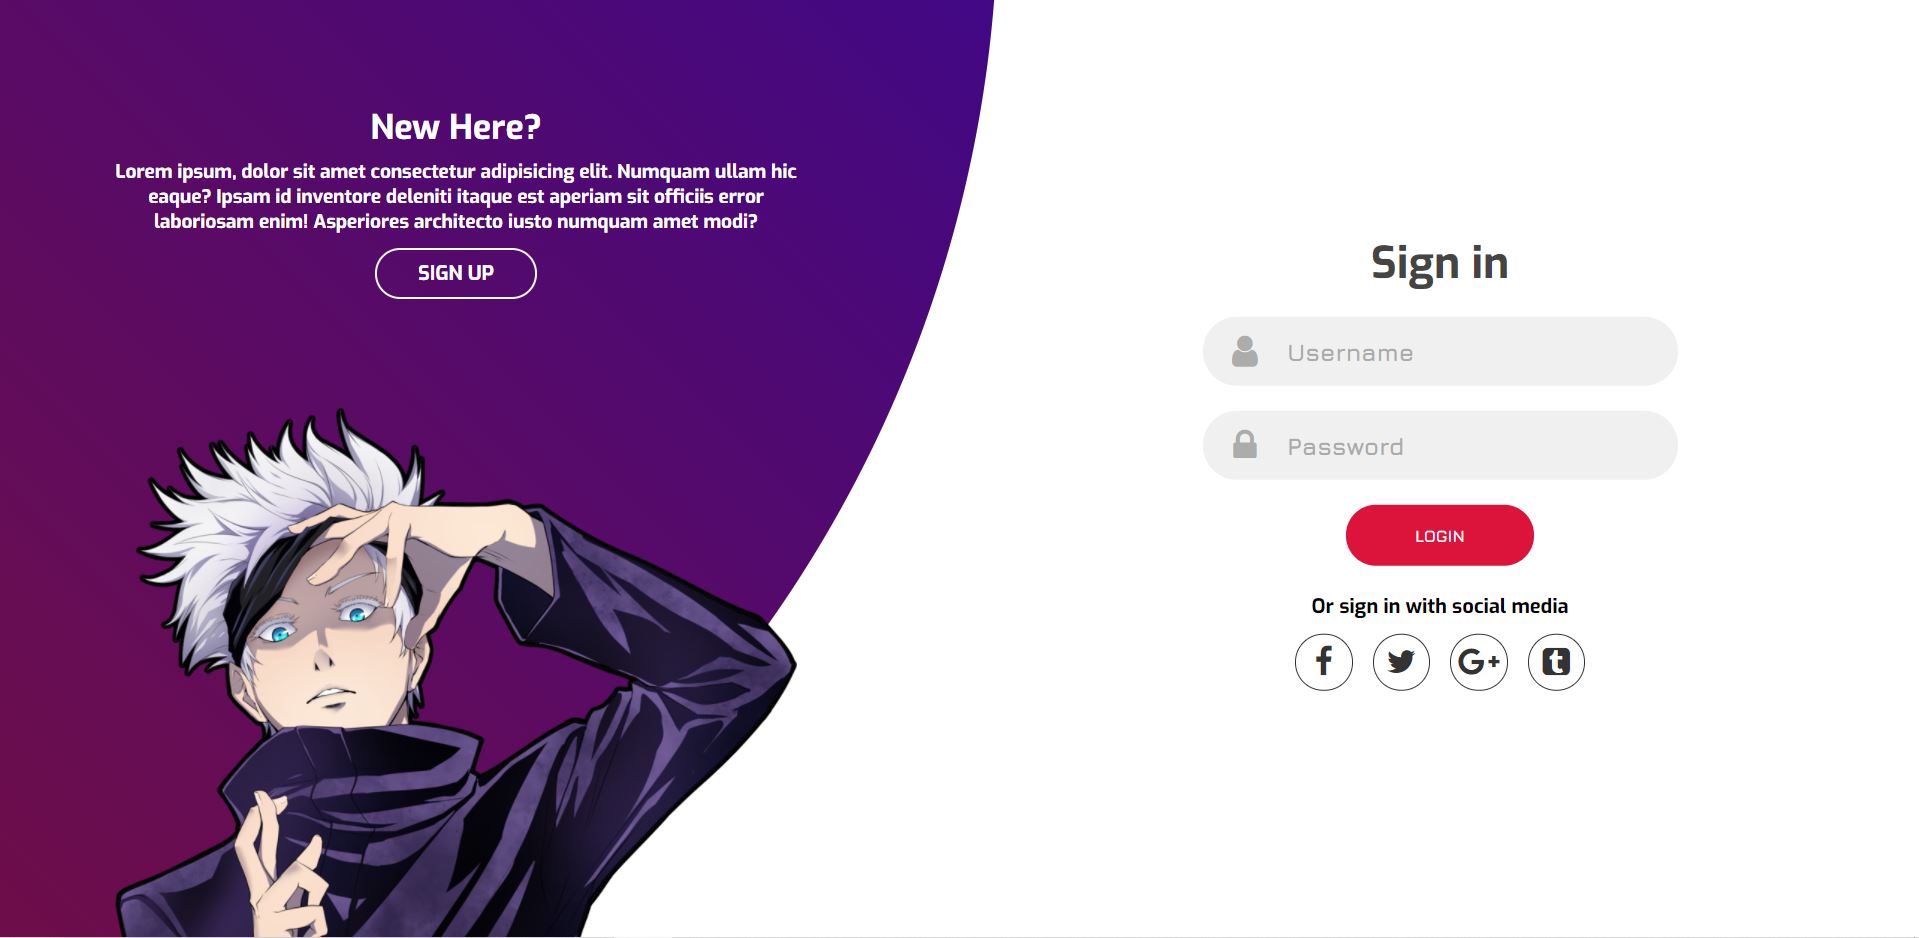 New Here?
Lorem ipsum, dolor sit amet consectetur adipisicing elit. Numquam ullam hic
eaque? Ipsam id inventore deleniti itaque est aperiam sit officiis error
laboriosam enim! Asperiores architecto iusto numquam amet modi?
SIGN UP
Sign in
Username
Password
LOGIN
Or sign in with social media